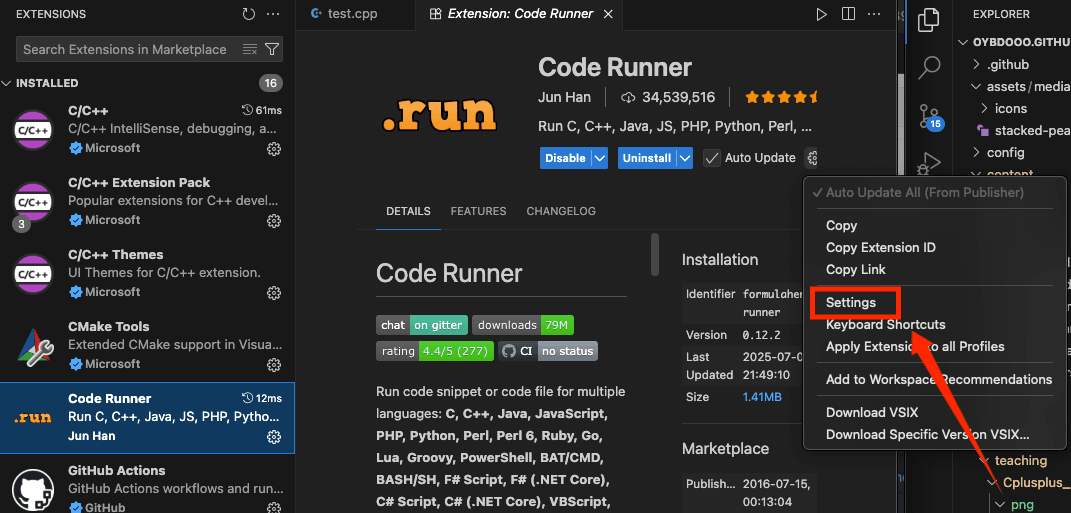 EXTENSIONS
Search Extensions in Marketplace
INSTALLED
16
C/C++
61ms
C/C++ IntelliSense, debugging, a...
Microsoft
C/C++ Extension Pack
Popular extensions for C++ devel...
Microsoft
3
C/C++ Themes
UI Themes for C/C++ extension.
Microsoft
CMake Tools
Extended CMake support in Visua...
Microsoft
.run
Code Runner
12ms
Run C, C++, Java, JS, PHP, Pytho...
Jun Han
GitHub Actions
GitHub Actions workflows and run...
GitHub
test.cpp
Extension: Code Runner
.run
Code Runner
Jun Han
34,539,516
Run C, C++, Java, JS, PHP, Python, Perl, ...
Disable
Uninstall
Auto Update
DETAILS
FEATURES
CHANGELOG
Code Runner
chat on gitter
downloads 79M
rating 4.4/5 (277)
CI no status
Run code snippet or code file for multiple
languages: C, C++, Java, JavaScript,
PHP, Python, Perl, Perl 6, Ruby, Go,
Lua, Groovy, PowerShell, BAT/CMD,
BASH/SH, F# Script, F# (.NET Core),
C# Script, C# (.NET Core), VBScript,
Installation
Identifier
formulahe
runner
Version
0.12.2
Last
Updated
2025-07-0
21:49:10
Size
1.41MB
Marketplace
Publish...
2016-07-15,
00:13:04
Auto Update All (From Publisher)
Copy
Copy Extension ID
Copy Link
Settings
Keyboard Shortcuts
Apply Extension to all Profiles
Add to Workspace Recommendations
Download VSIX
Download Specific Version VSIX...
15
EXPLORER
OYBDOOO.GITHU
.github
assets/media
icons
stacked-pea
config
content
teaching
Cplusplus_
png